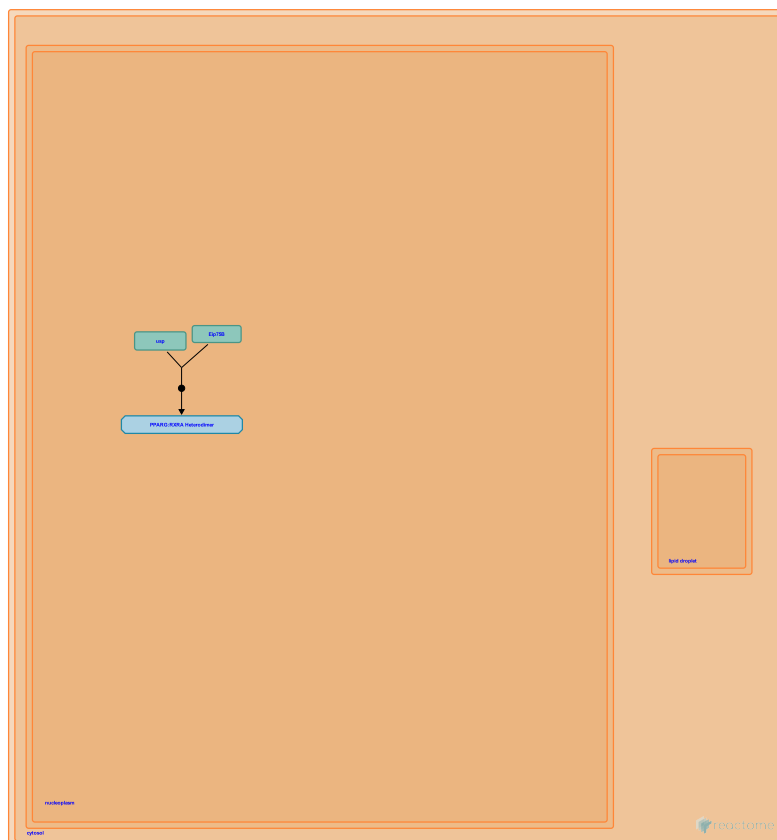 usp
Eip75B
PPARG:RXRA Heterodimer
lipid droplet
nucleoplasm
cytosol
reactome